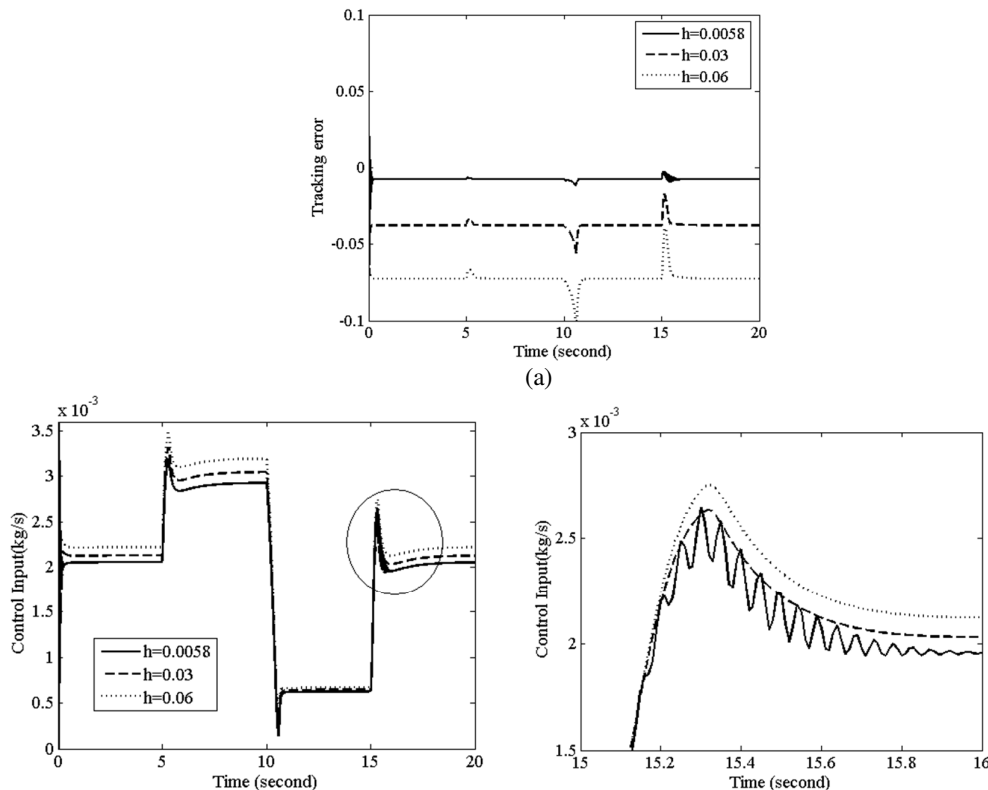 0.1
0.05
0
-0.05
-0.1
Tracking error
h=0.0058
h=0.03
h=0.06
0 5 10 15 20
Time (second)
(a)
x 10-3
3.5
3
2.5
2
1.5
1
0.5
0
Control Input(kg/s)
h=0.0058
h=0.03
h=0.06
0 5 10 15 20
Time (second)
x 10-3
3
2.5
2
1.5
Control Input(kg/s)
15 15.2 15.4 15.6 15.8 16
Time (second)